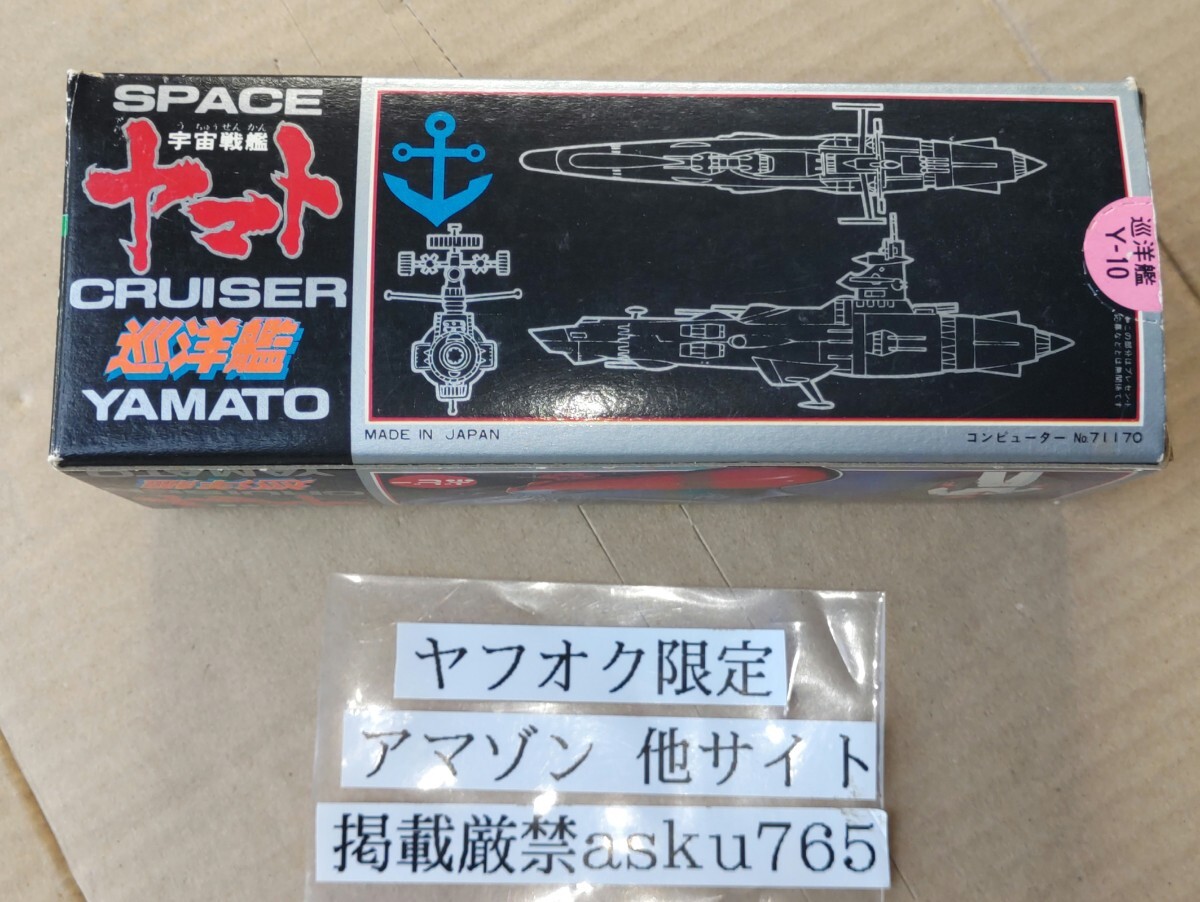 SPACE
うちゅうせんかん
宇宙戦艦
ヤマト
CRUISER
巡洋艦
YAMATO
MADE IN JAPAN
コンピューター No.71170
巡洋艦
Y-10
ヤフオク限定
アマゾン 他サイト
掲載厳禁asku765